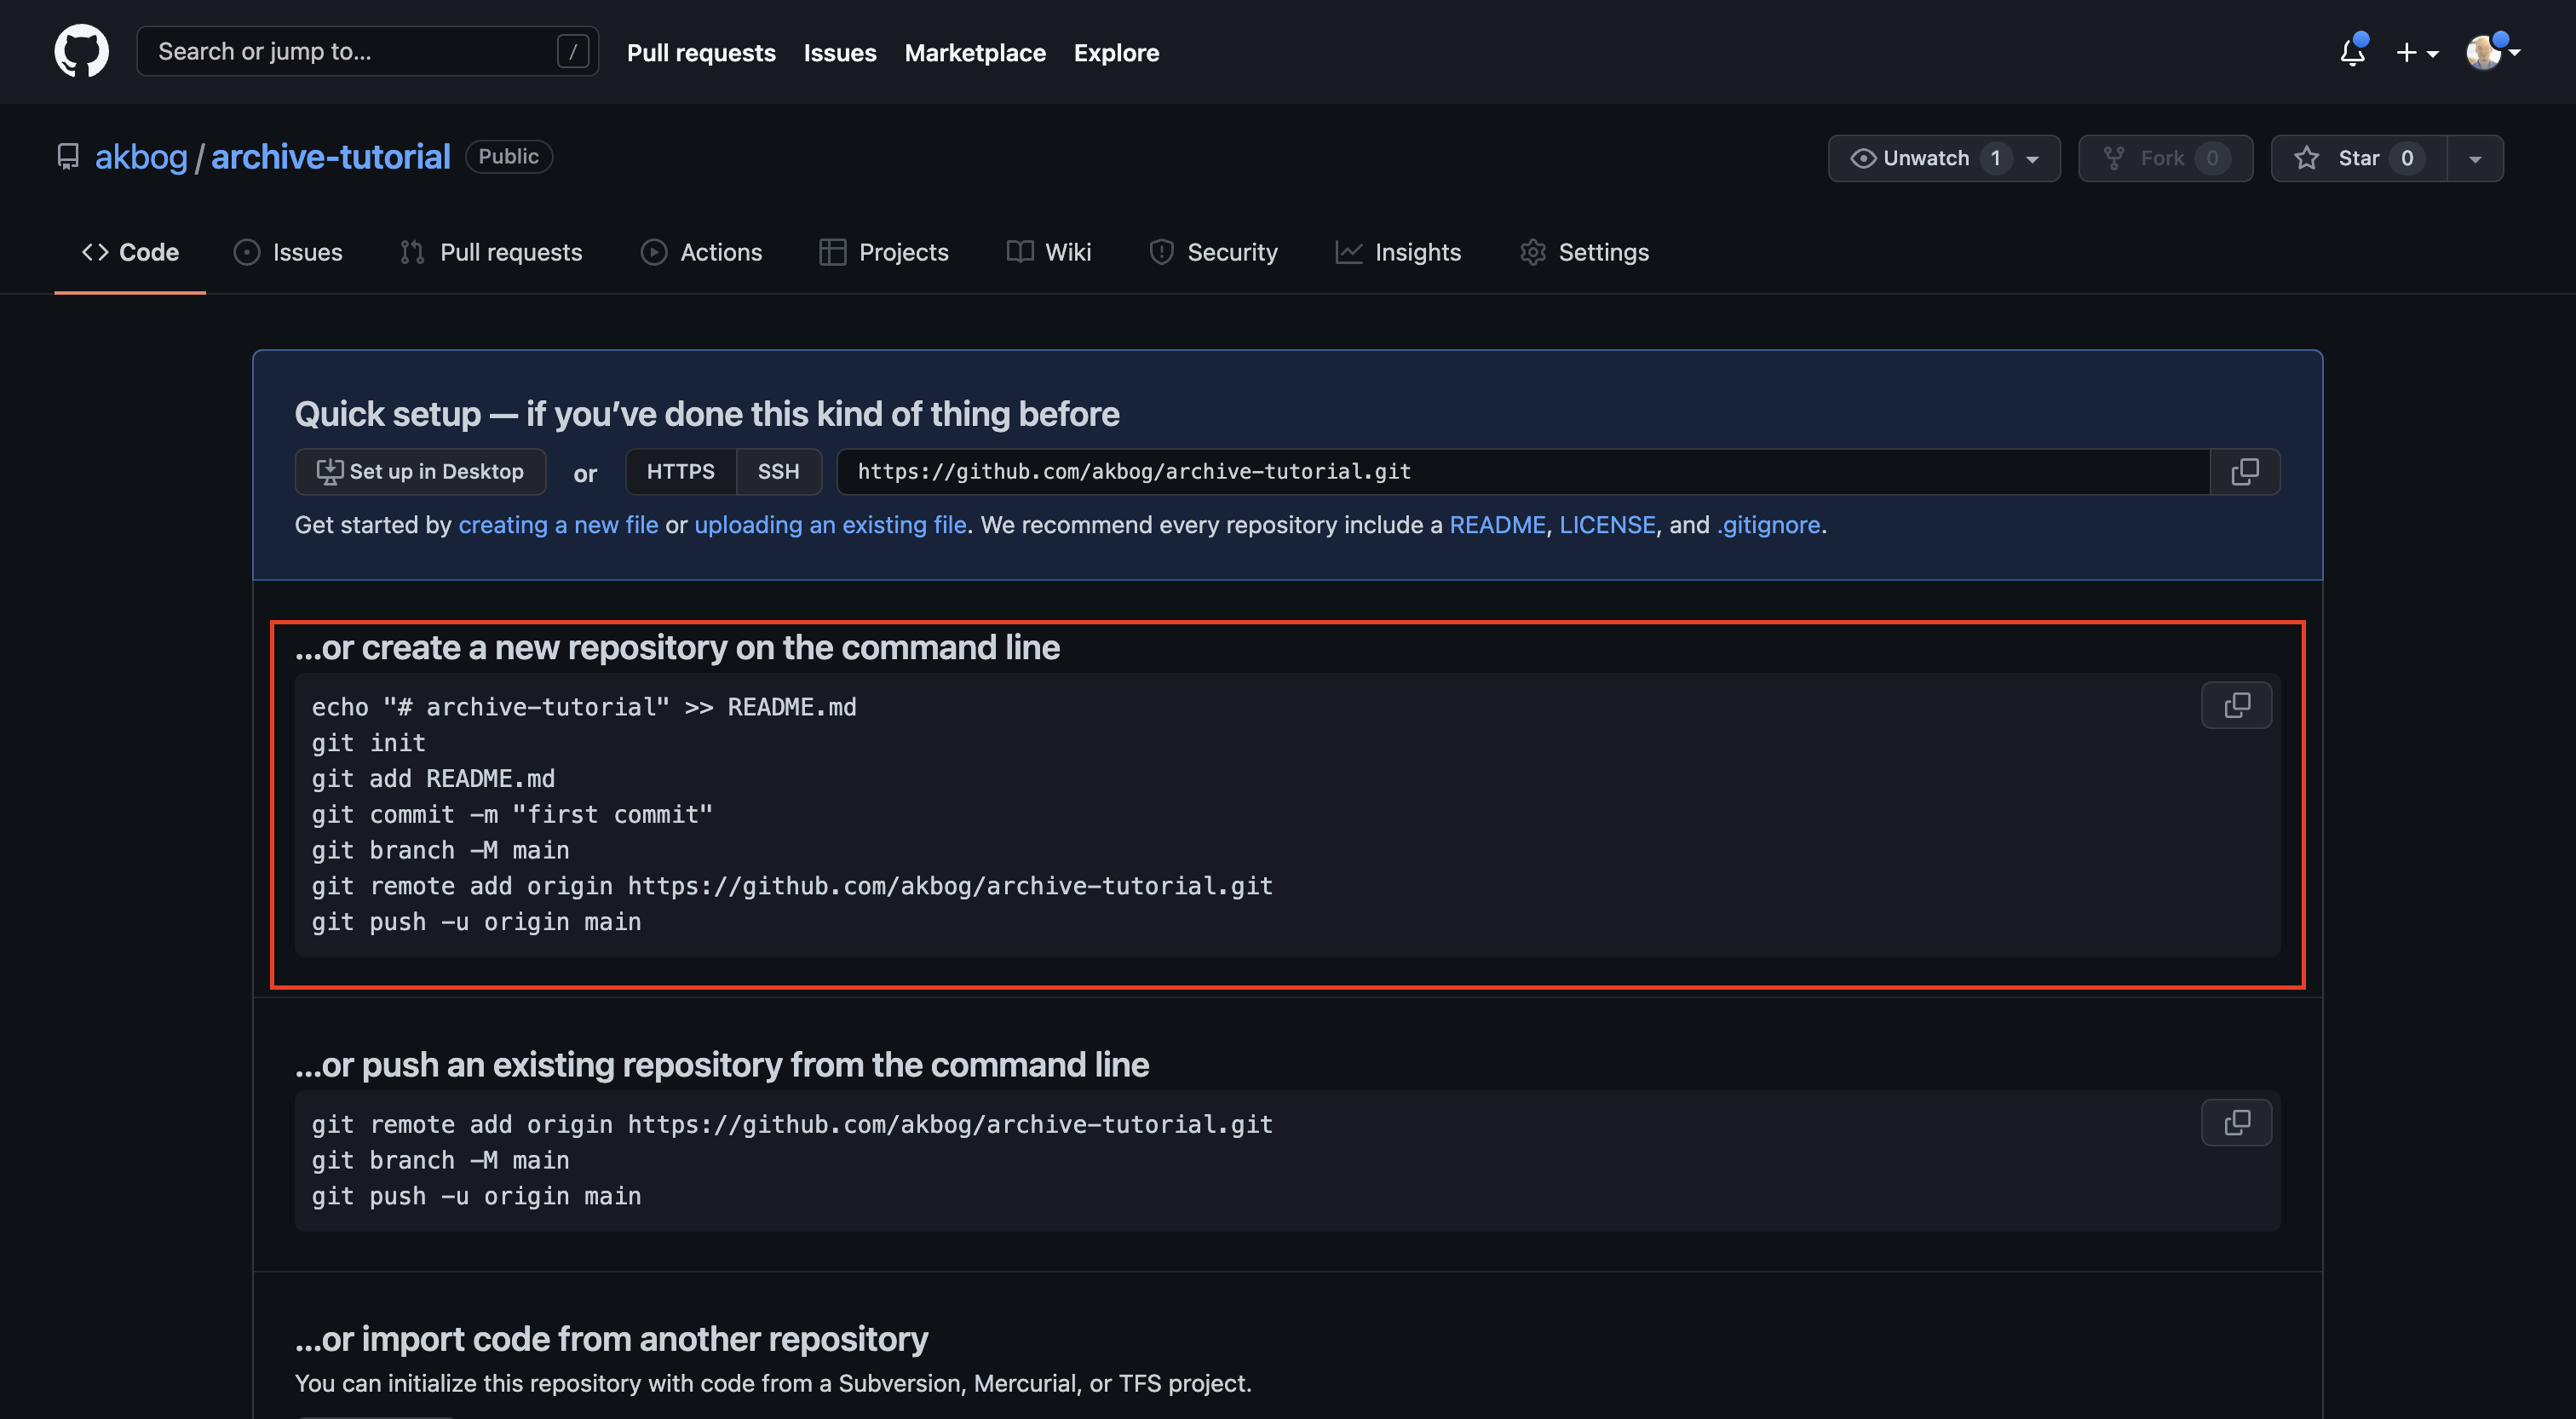 Search or jump to... / Pull requests Issues Marketplace Explore
akbog / archive-tutorial Public Unwatch 1 Fork 0 Star 0
Code Issues Pull requests Actions Projects Wiki Security Insights Settings
Quick setup — if you’ve done this kind of thing before
Set up in Desktop or HTTPS SSH https://github.com/akbog/archive-tutorial.git
Get started by creating a new file or uploading an existing file. We recommend every repository include a README, LICENSE, and .gitignore.
...or create a new repository on the command line
echo "# archive-tutorial" >> README.md
git init
git add README.md
git commit -m "first commit"
git branch -M main
git remote add origin https://github.com/akbog/archive-tutorial.git
git push -u origin main
...or push an existing repository from the command line
git remote add origin https://github.com/akbog/archive-tutorial.git
git branch -M main
git push -u origin main
...or import code from another repository
You can initialize this repository with code from a Subversion, Mercurial, or TFS project.